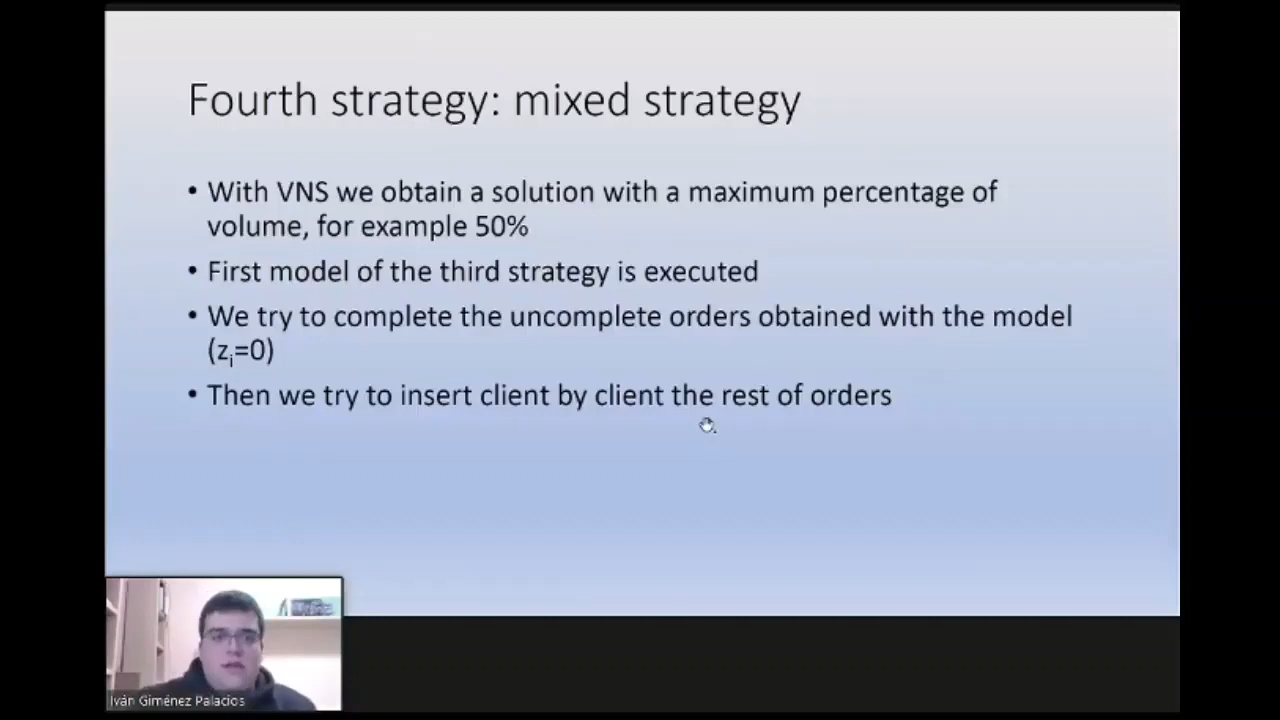 Fourth strategy: mixed strategy
• With VNS we obtain a solution with a maximum percentage of
volume, for example 50%
• First model of the third strategy is executed
• We try to complete the uncomplete orders obtained with the model
(zᵢ=0)
• Then we try to insert client by client the rest of orders
Iván Giménez Palacios